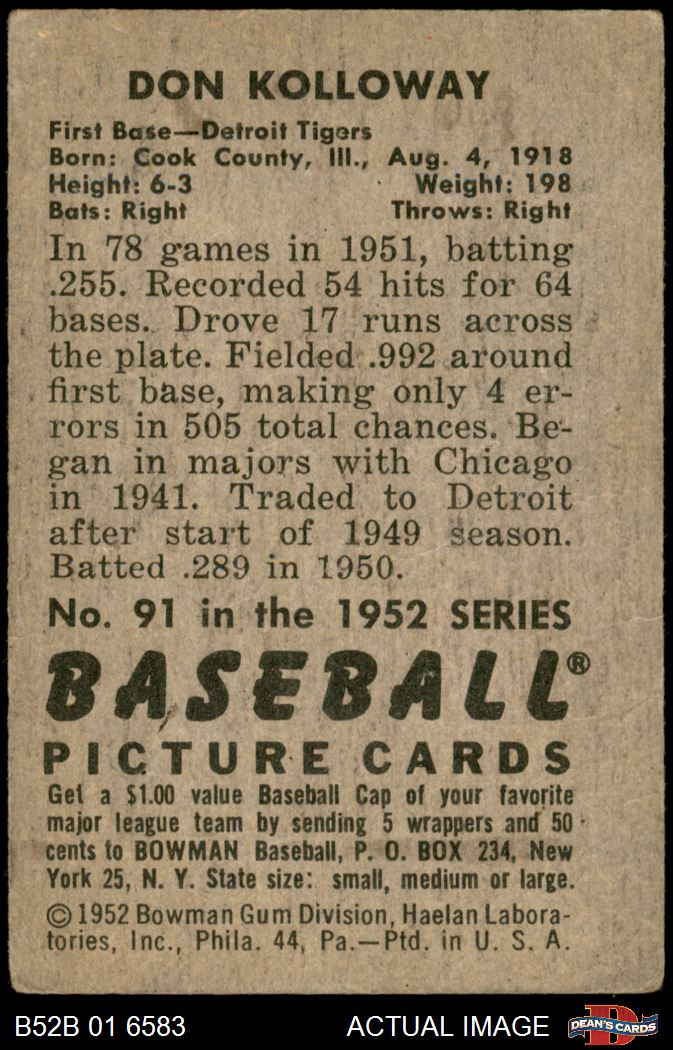 DON KOLLOWAY
First Base—Detroit Tigers
Born: Cook County, Ill., Aug. 4, 1918
Height: 6-3 Weight: 198
Bats: Right Throws: Right
In 78 games in 1951, batting
.255. Recorded 54 hits for 64
bases. Drove 17 runs across
the plate. Fielded .992 around
first base, making only 4 er-
rors in 505 total chances. Be-
gan in majors with Chicago
in 1941. Traded to Detroit
after start of 1949 season.
Batted .289 in 1950.
No. 91 in the 1952 SERIES
BASEBALL®
PICTURE CARDS
Get a $1.00 value Baseball Cap of your favorite
major league team by sending 5 wrappers and 50
cents to BOWMAN Baseball, P. O. BOX 234, New
York 25, N. Y. State size: small, medium or large.
© 1952 Bowman Gum Division, Haelan Labora-
tories, Inc., Phila. 44, Pa.—Ptd. in U. S. A.
B52B 01 6583 ACTUAL IMAGE D DEAN'S CARDS